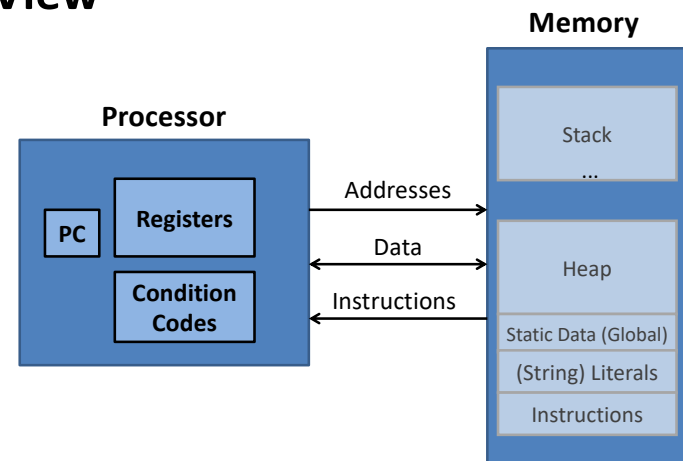 View
Memory
Processor
PC
Registers
Condition
Codes
Addresses
Data
Instructions
Stack
...
Heap
Static Data (Global)
(String) Literals
Instructions